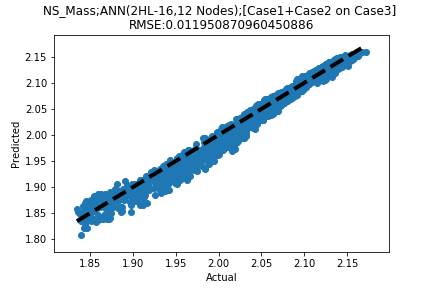 NS_Mass;ANN(2HL-16,12 Nodes);[Case1+Case2 on Case3]
RMSE:0.011950870960450886
2.15
2.10
2.05
2.00
1.95
1.90
1.85
1.80
Predicted
1.85 1.90 1.95 2.00 2.05 2.10 2.15
Actual